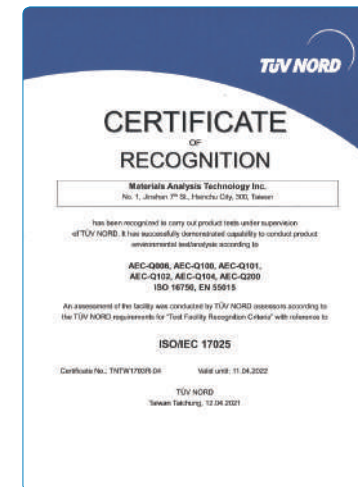 TÜV NORD
CERTIFICATE
OF
RECOGNITION
Materials Analysis Technology Inc.
No. 1, Jinshan 7th St., Hsinchu City, 300, Taiwan
has been recognized to carry out product tests under supervision
of TÜV NORD. It has successfully demonstrated capability to conduct product
environmental test/analysis according to
AEC-Q006, AEC-Q100, AEC-Q101,
AEC-Q102, AEC-Q104, AEC-Q200
ISO 16750, EN 55015
An assessment of the facility was conducted by TÜV NORD assessors according to
the TÜV NORD requirements for "Test Facility Recognition Criteria" with reference to
ISO/IEC 17025
Certificate No.: TNTW1703R-04 Valid until: 11.04.2022
TÜV NORD
Taiwan Taichung, 12.04.2021